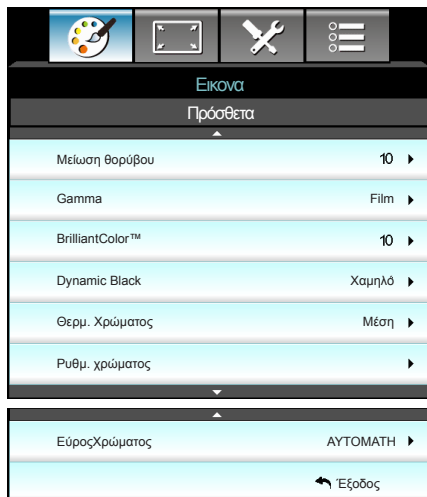 Εικονα
Πρόσθετα
Μείωση θορύβου 10
Gamma Film
BrilliantColor™ 10
Dynamic Black Χαμηλό
Θερμ. Χρώματος Μέση
Ρυθμ. χρώματος
ΕύροςΧρώματος ΑΥΤΟΜΑΤΗ
Έξοδος